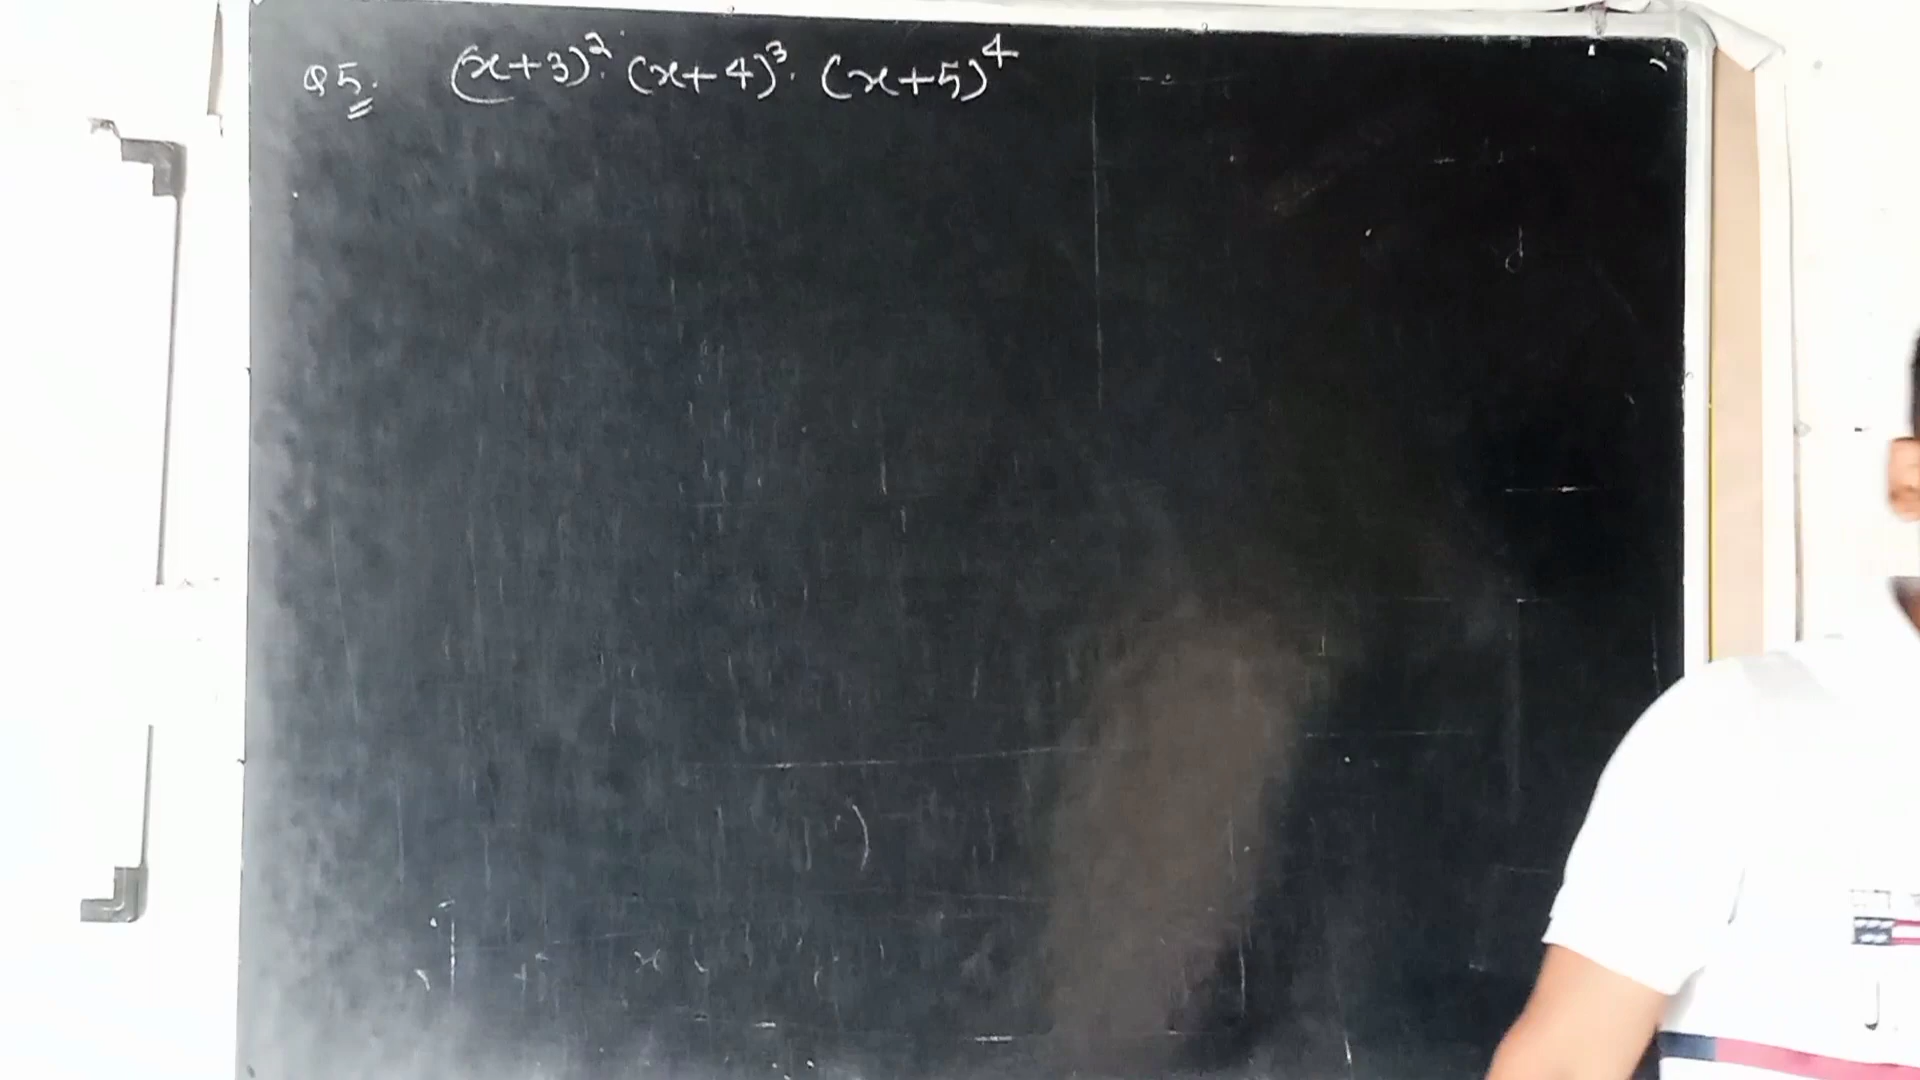 Q5. (x+3)². (x+4)³. (x+5)⁴